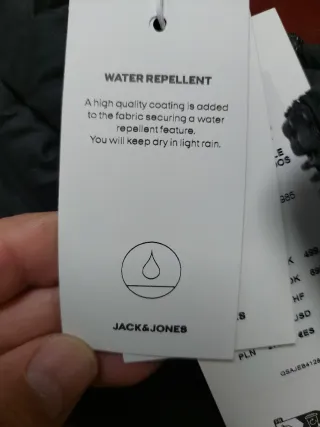 WATER REPELLENT
A high quality coating is added
to the fabric securing a water
repellent feature.
You will keep dry in light rain.
JACK&JONES
PLN